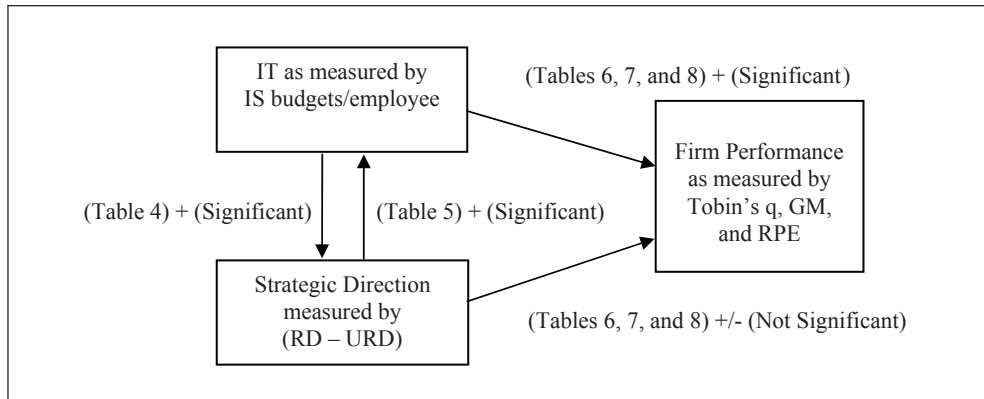 IT as measured by
IS budgets/employee
(Tables 6, 7, and 8) + (Significant)
Firm Performance
as measured by
Tobin’s q, GM,
and RPE
(Table 4) + (Significant)
(Table 5) + (Significant)
Strategic Direction
measured by
(RD – URD)
(Tables 6, 7, and 8) +/- (Not Significant)